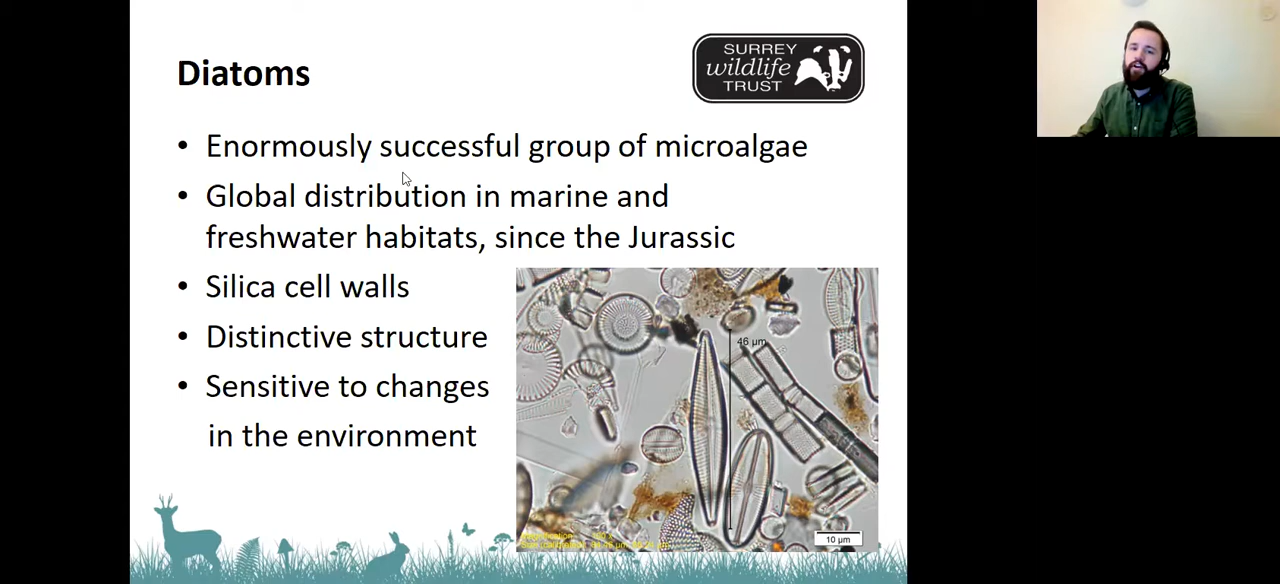 Diatoms
SURREY
wildlife
TRUST
• Enormously successful group of microalgae
• Global distribution in marine and
freshwater habitats, since the Jurassic
• Silica cell walls
• Distinctive structure
• Sensitive to changes
in the environment
46 µm
10 µm